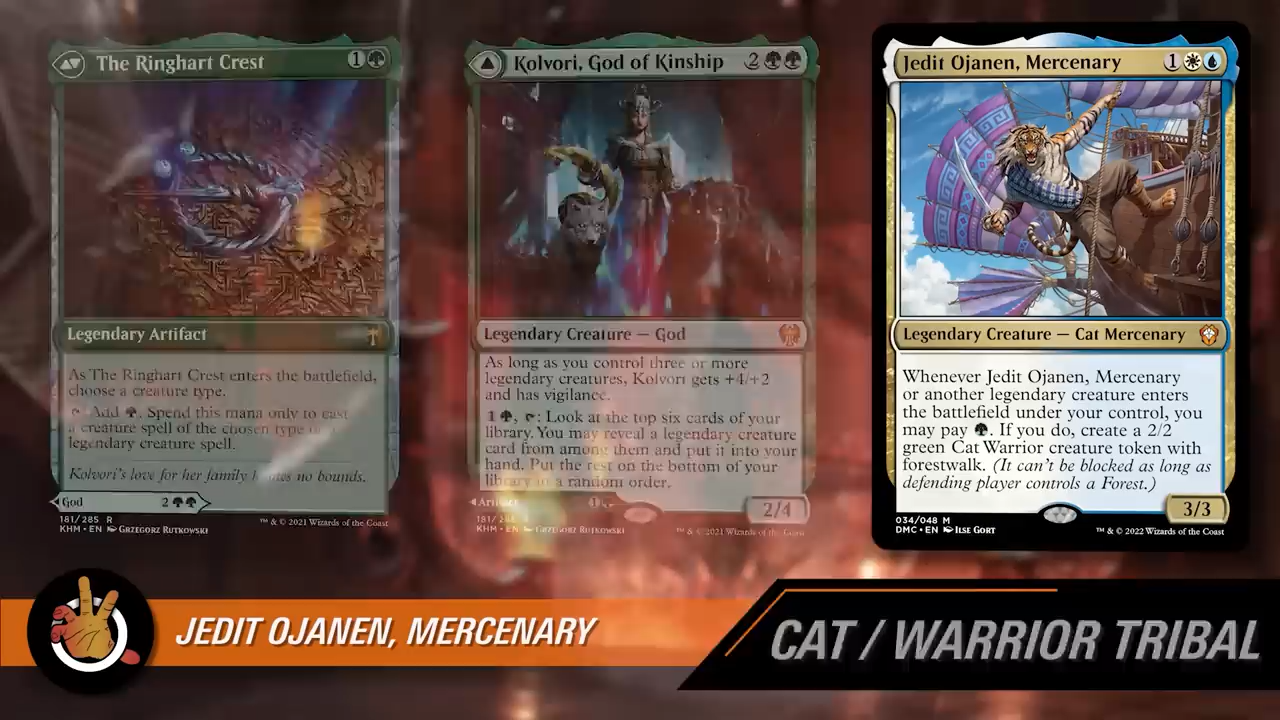 The Ringhart Crest
1
Legendary Artifact
As The Ringhart Crest enters the battlefield,
choose a creature type.
: Add . Spend this mana only to cast
a creature spell of the chosen type or
legendary creature spell.
Kolvori's love for her family knows no bounds.
God 2
181/285 R
KHM • EN Grzegorz Rutkowski
™ & © 2021 Wizards of the Coast
Kolvori, God of Kinship
2
Legendary Creature — God
As long as you control three or more
legendary creatures, Kolvori gets +4/+2
and has vigilance.
1 , : Look at the top six cards of your
library. You may reveal a legendary creature
card from among them and put it into your
hand. Put the rest on the bottom of your
library in a random order.
Artifact 1
2/4
KHM • EN Grzegorz Rutkowski
™ & © 2021 Wizards of the Coast
Jedit Ojanen, Mercenary
1
Legendary Creature — Cat Mercenary
Whenever Jedit Ojanen, Mercenary
or another legendary creature enters
the battlefield under your control, you
may pay . If you do, create a 2/2
green Cat Warrior creature token with
forestwalk. (It can't be blocked as long as
defending player controls a Forest.)
3/3
034/048 M
DMC • EN Ilse Gort
™ & © 2022 Wizards of the Coast
JEDIT OJANEN, MERCENARY
CAT / WARRIOR TRIBAL